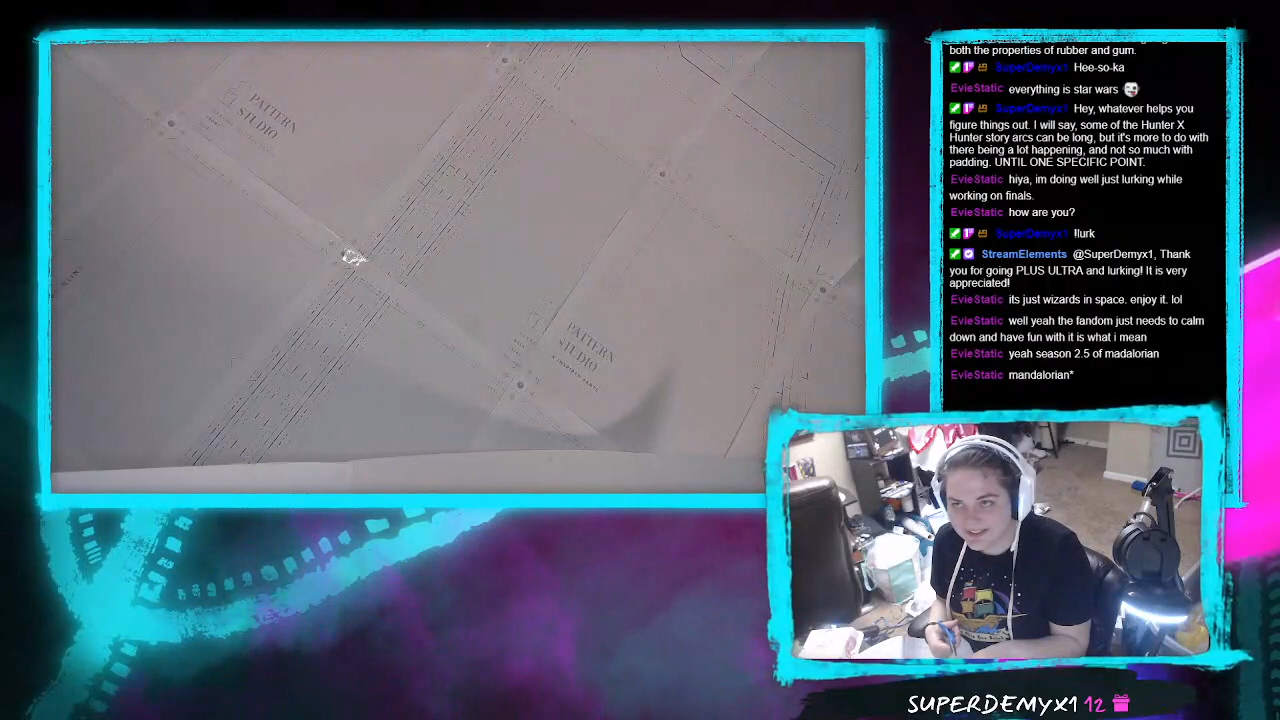 PATTERN
STUDIO
PATTERN
STUDIO
both the properties of rubber and gum.
SuperDemyx1 Hee-so-ka
EvieStatic everything is star wars
SuperDemyx1 Hey, whatever helps you
figure things out. I will say, some of the Hunter X
Hunter story arcs can be long, but it's more to do with
there being a lot happening, and not so much with
padding. UNTIL ONE SPECIFIC POINT.
EvieStatic hiya, im doing well just lurking while
working on finals.
EvieStatic how are you?
SuperDemyx1 !lurk
StreamElements @SuperDemyx1, Thank
you for going PLUS ULTRA and lurking! It is very
appreciated!
EvieStatic its just wizards in space. enjoy it. lol
EvieStatic well yeah the fandom just needs to calm
down and have fun with it is what i mean
EvieStatic yeah season 2.5 of madalorian
EvieStatic mandalorian*
SUPERDEMYX1 12